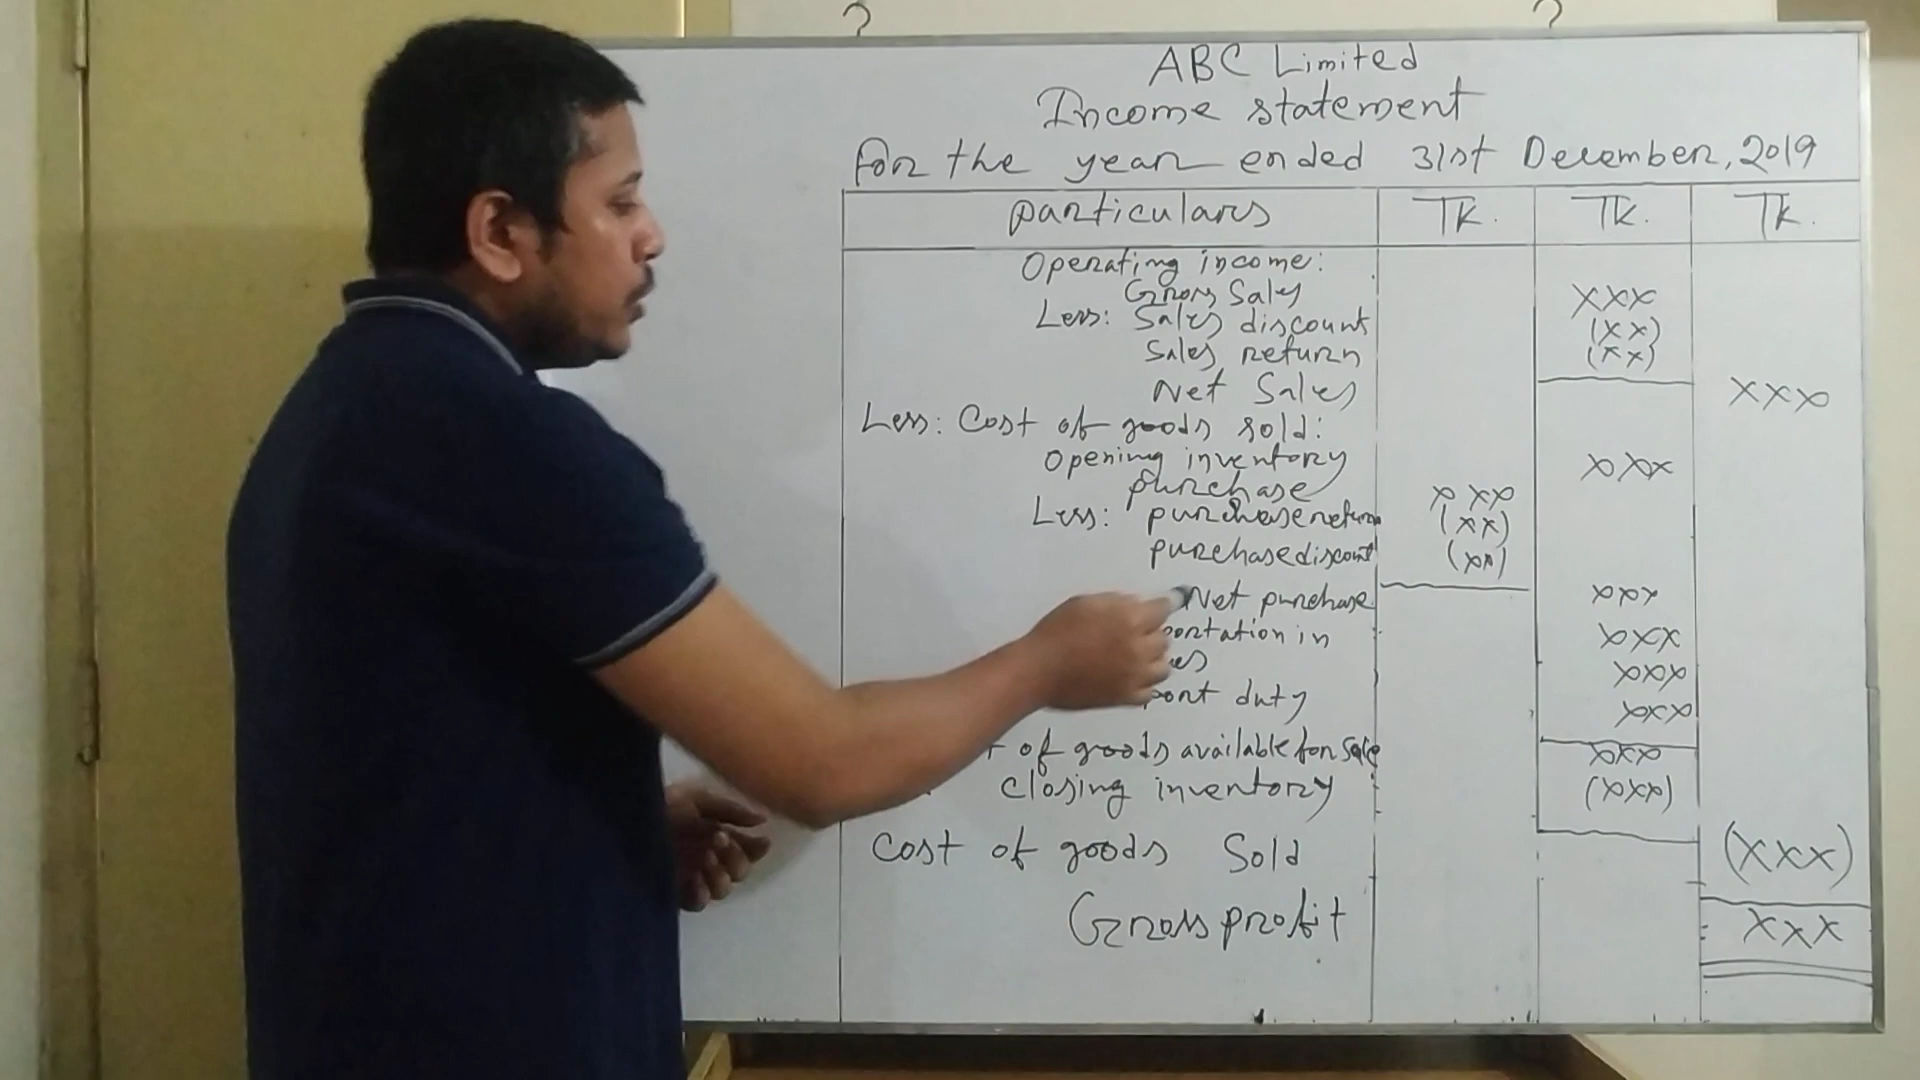 ABC Limited
Income statement
for the year ended 31st December, 2019
particulars TK. TK. TK.
Operating income:
Gross Sales xxx
Less: Sales discount (xx)
Sales return (xx)
Net Sales xxx
Less: Cost of goods sold:
Opening inventory xxx
purchase xxx
Less: purchase return (xx)
purchase discount (xx)
Net purchase xxx
portation in xxx
es xxx
port duty xxx
of goods available for sale xxx
closing inventory (xxx)
Cost of goods Sold (xxx)
Gross profit xxx